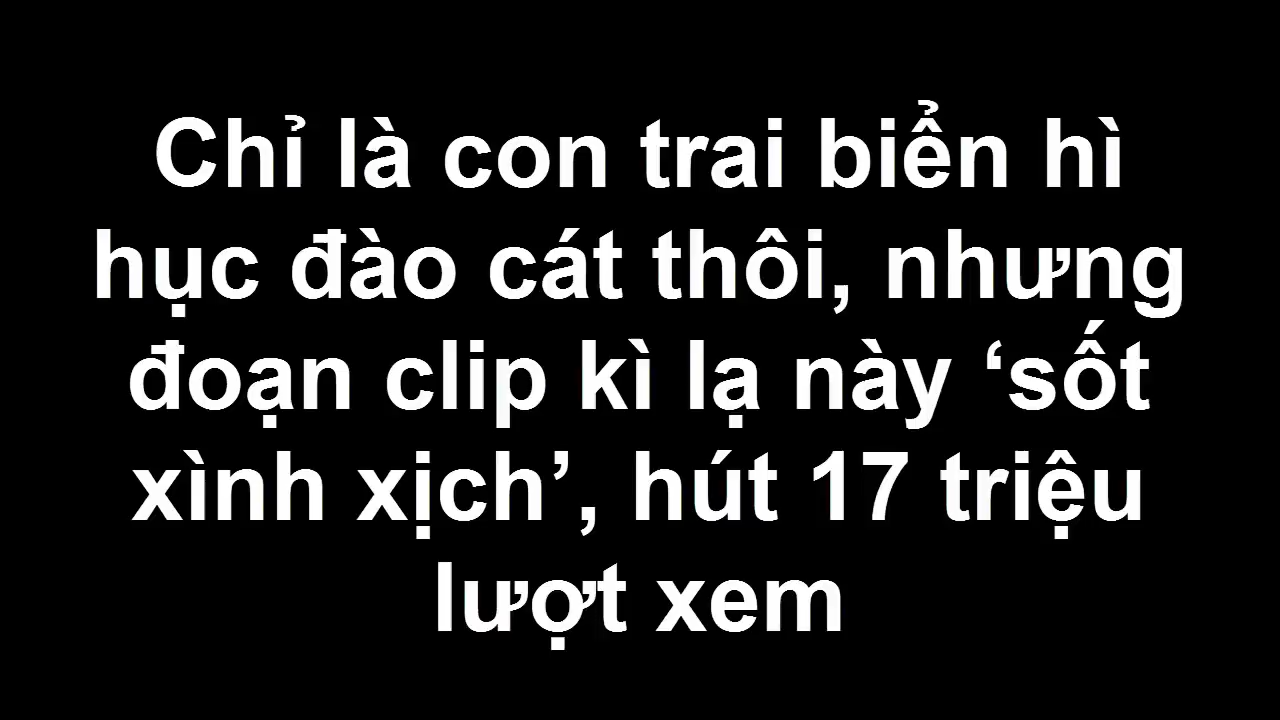 Chỉ là con trai biển hì
hục đào cát thôi, nhưng
đoạn clip kì lạ này ‘sốt
xình xịch’, hút 17 triệu
lượt xem